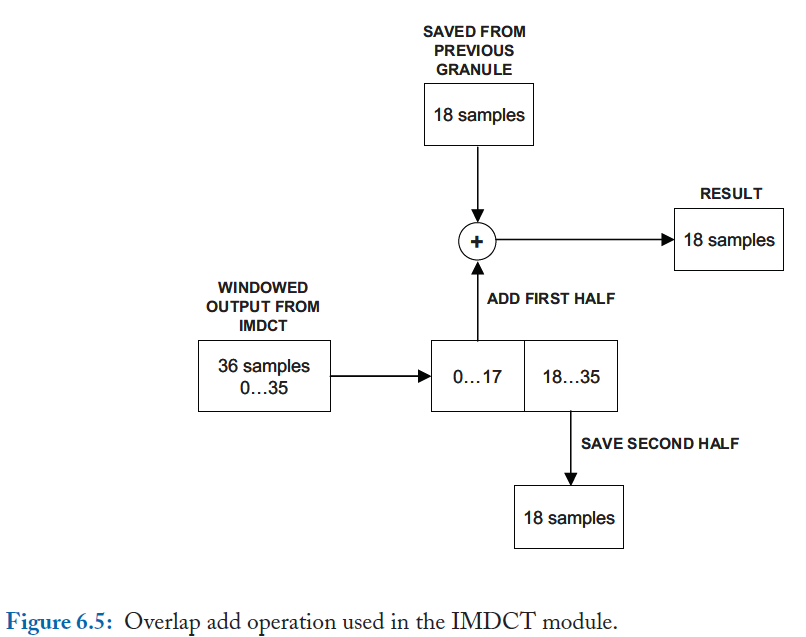 SAVED FROM
PREVIOUS
GRANULE
18 samples
RESULT
18 samples
+
ADD FIRST HALF
WINDOWED
OUTPUT FROM
IMDCT
36 samples
0…35
0…17
18…35
SAVE SECOND HALF
18 samples
Figure 6.5: Overlap add operation used in the IMDCT module.